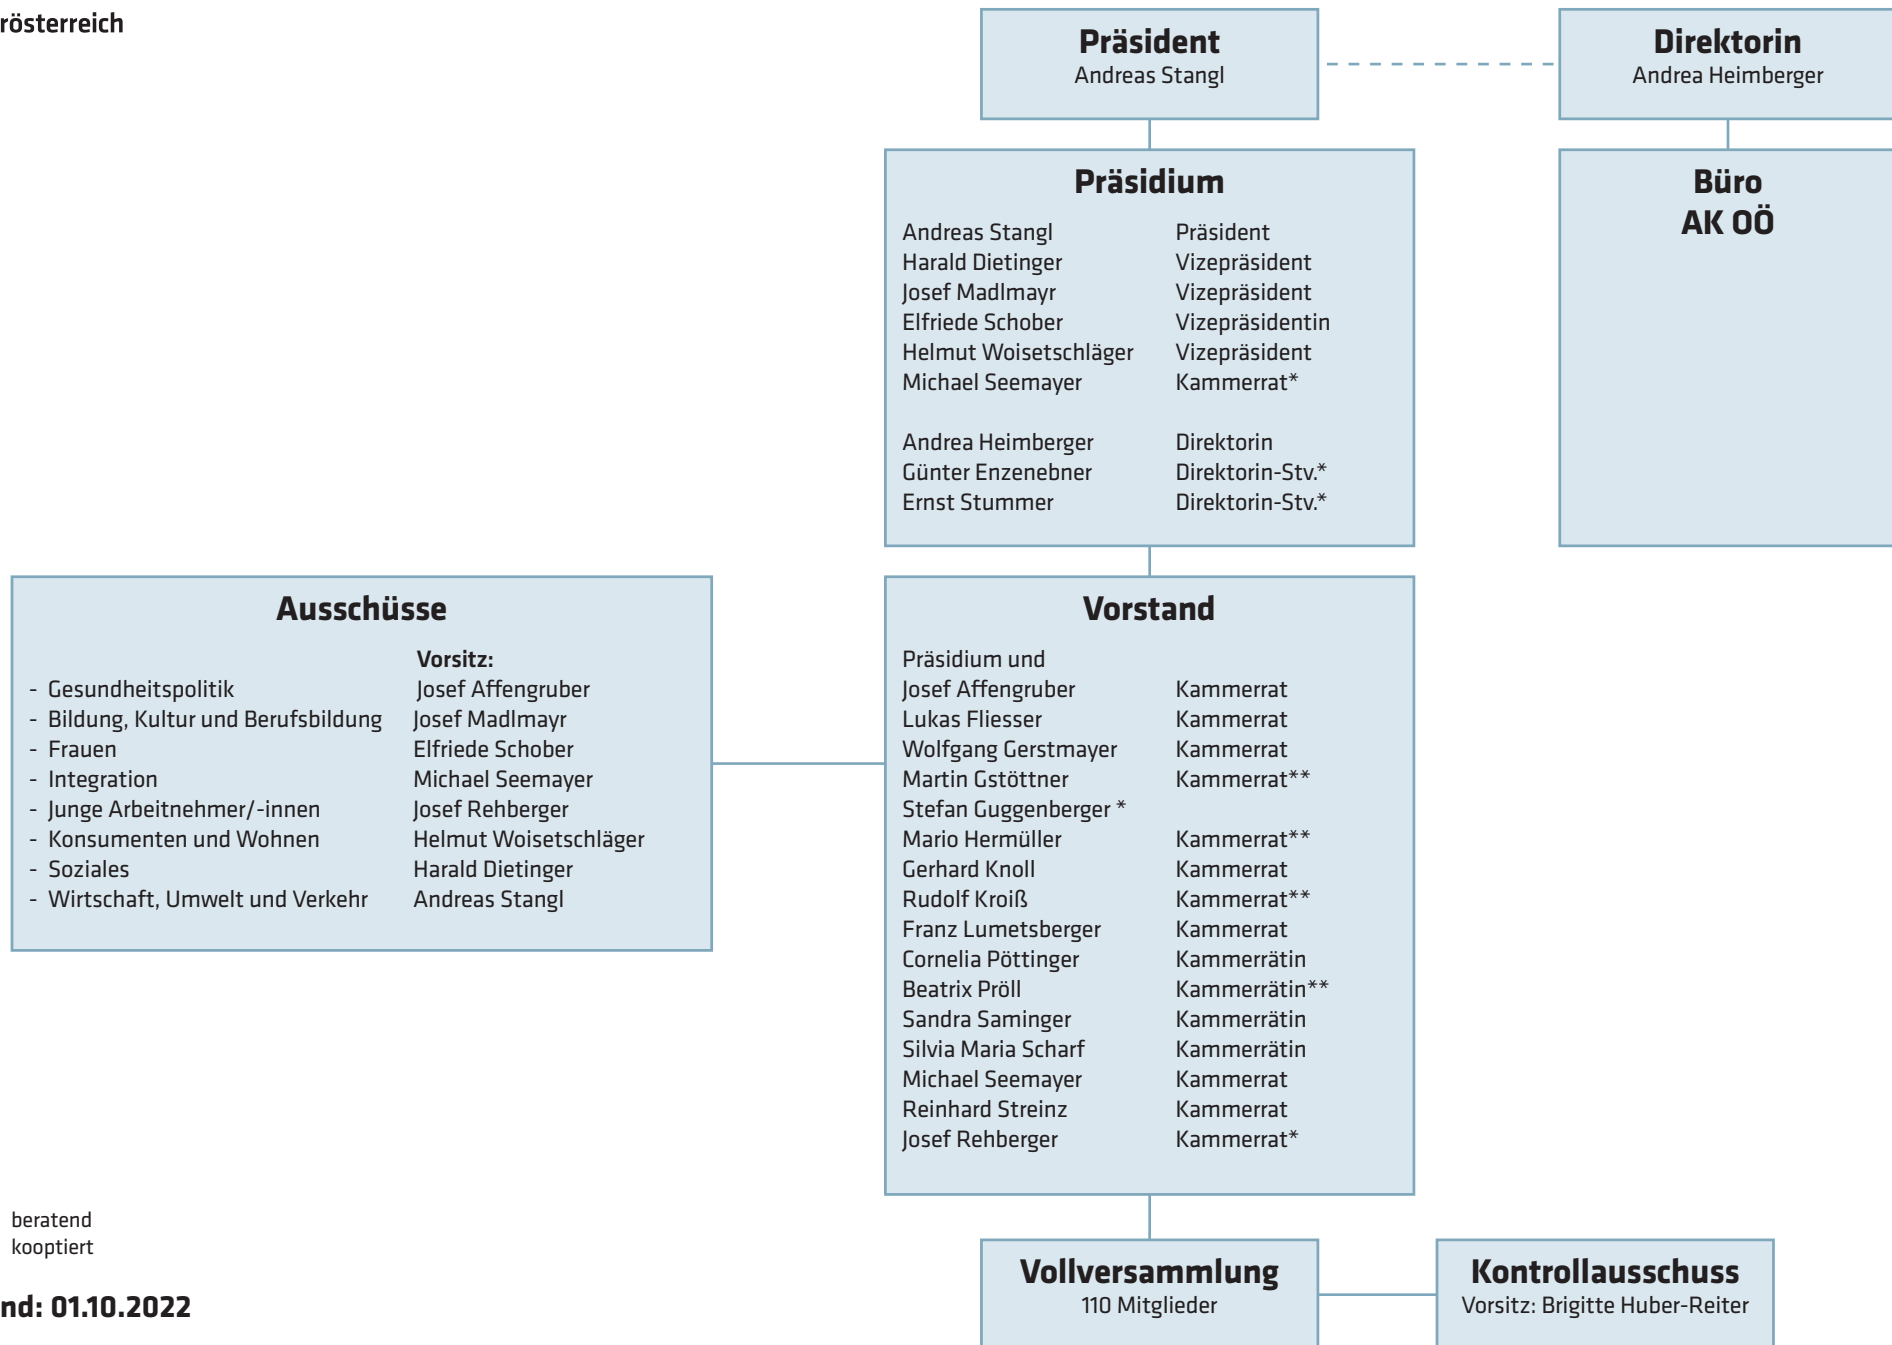 rösterreich
Präsident
Andreas Stangl
Direktorin
Andrea Heimberger
Präsidium
Andreas Stangl Präsident
Harald Dietinger Vizepräsident
Josef Madlmayr Vizepräsident
Elfriede Schober Vizepräsidentin
Helmut Woisetschläger Vizepräsident
Michael Seemayer Kammerrat*
Andrea Heimberger Direktorin
Günter Enzenebner Direktorin-Stv.*
Ernst Stummer Direktorin-Stv.*
Büro
AK OÖ
Ausschüsse
Vorsitz:
- Gesundheitspolitik Josef Affengruber
- Bildung, Kultur und Berufsbildung Josef Madlmayr
- Frauen Elfriede Schober
- Integration Michael Seemayer
- Junge Arbeitnehmer/-innen Josef Rehberger
- Konsumenten und Wohnen Helmut Woisetschläger
- Soziales Harald Dietinger
- Wirtschaft, Umwelt und Verkehr Andreas Stangl
Vorstand
Präsidium und
Josef Affengruber Kammerrat
Lukas Fliesser Kammerrat
Wolfgang Gerstmayer Kammerrat
Martin Gstöttner Kammerrat**
Stefan Guggenberger *
Mario Hermüller Kammerrat**
Gerhard Knoll Kammerrat
Rudolf Kroiß Kammerrat**
Franz Lumetsberger Kammerrat
Cornelia Pöttinger Kammerrätin
Beatrix Pröll Kammerrätin**
Sandra Saminger Kammerrätin
Silvia Maria Scharf Kammerrätin
Michael Seemayer Kammerrat
Reinhard Streinz Kammerrat
Josef Rehberger Kammerrat*
beratend
kooptiert
nd: 01.10.2022
Vollversammlung
110 Mitglieder
Kontrollausschuss
Vorsitz: Brigitte Huber-Reiter